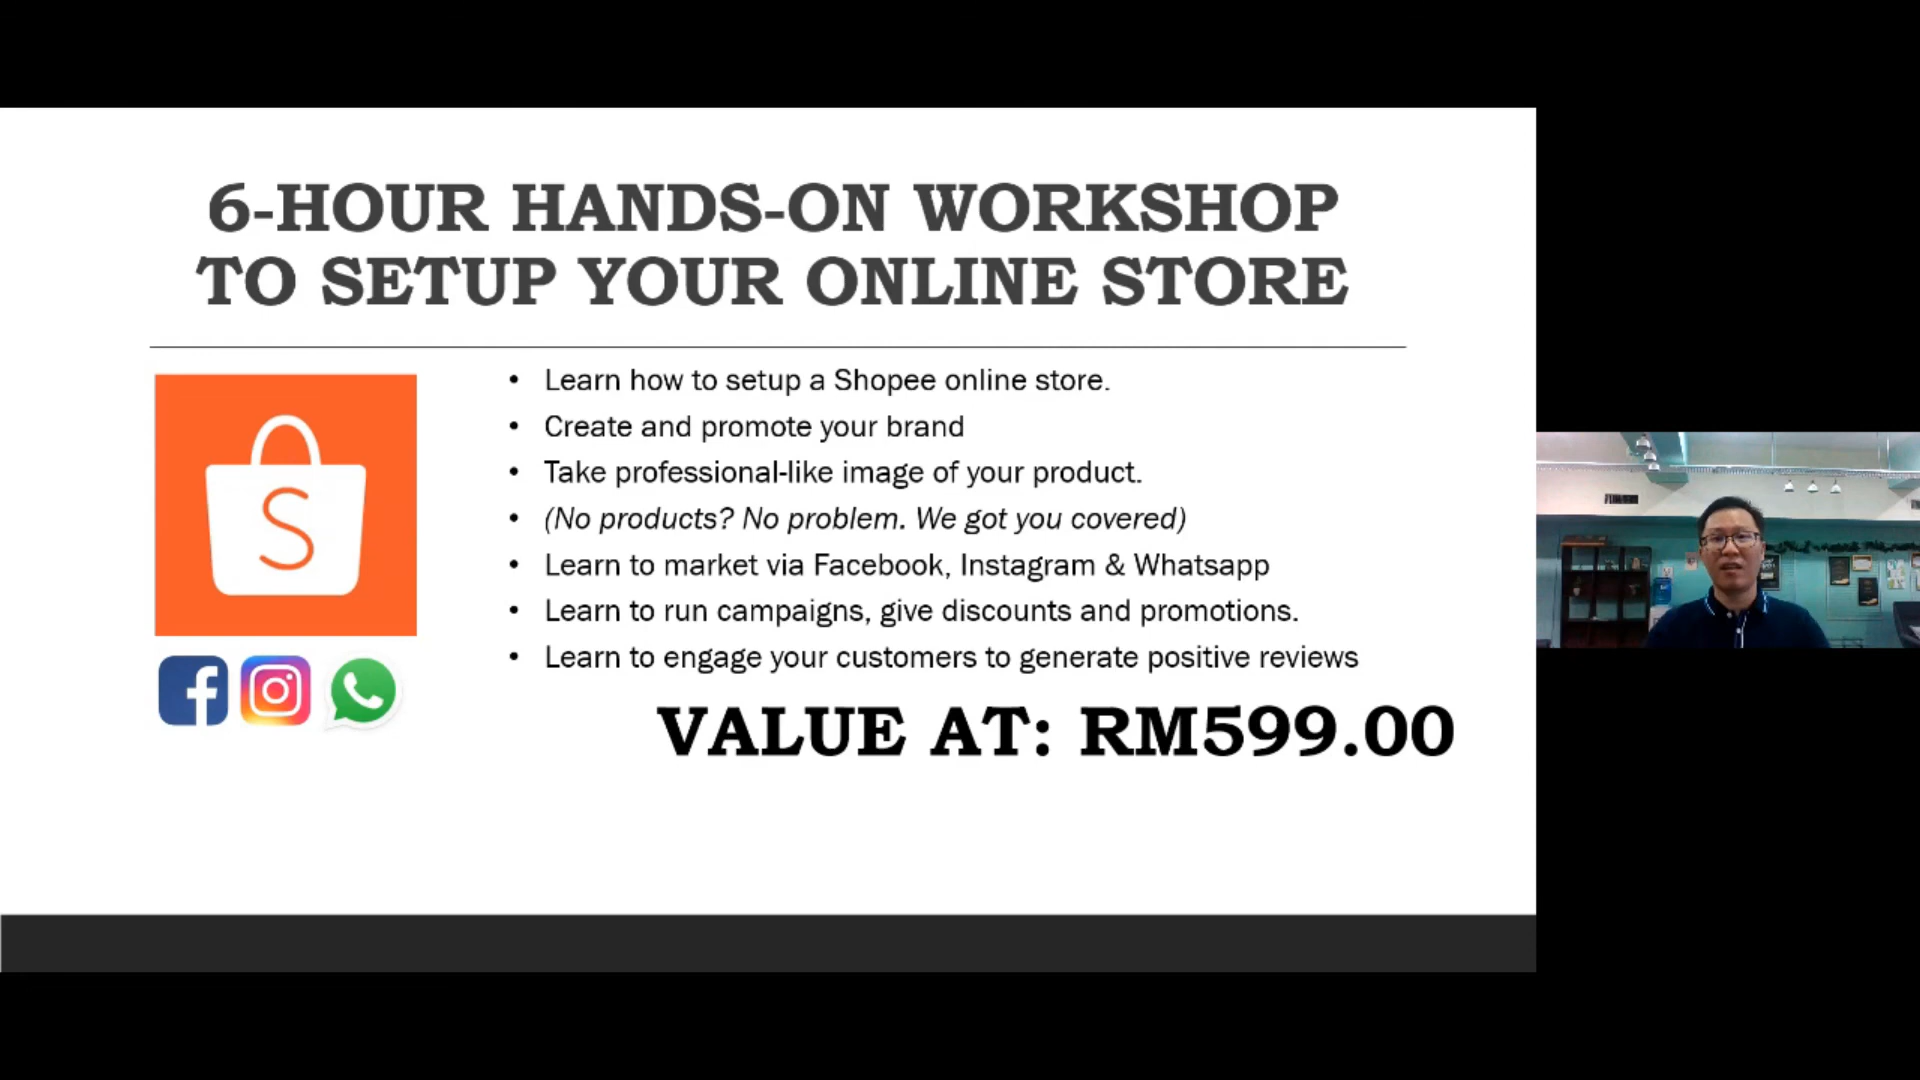 6-HOUR HANDS-ON WORKSHOP
TO SETUP YOUR ONLINE STORE
• Learn how to setup a Shopee online store.
• Create and promote your brand
• Take professional-like image of your product.
• (No products? No problem. We got you covered)
• Learn to market via Facebook, Instagram & Whatsapp
• Learn to run campaigns, give discounts and promotions.
• Learn to engage your customers to generate positive reviews
S
VALUE AT: RM599.00